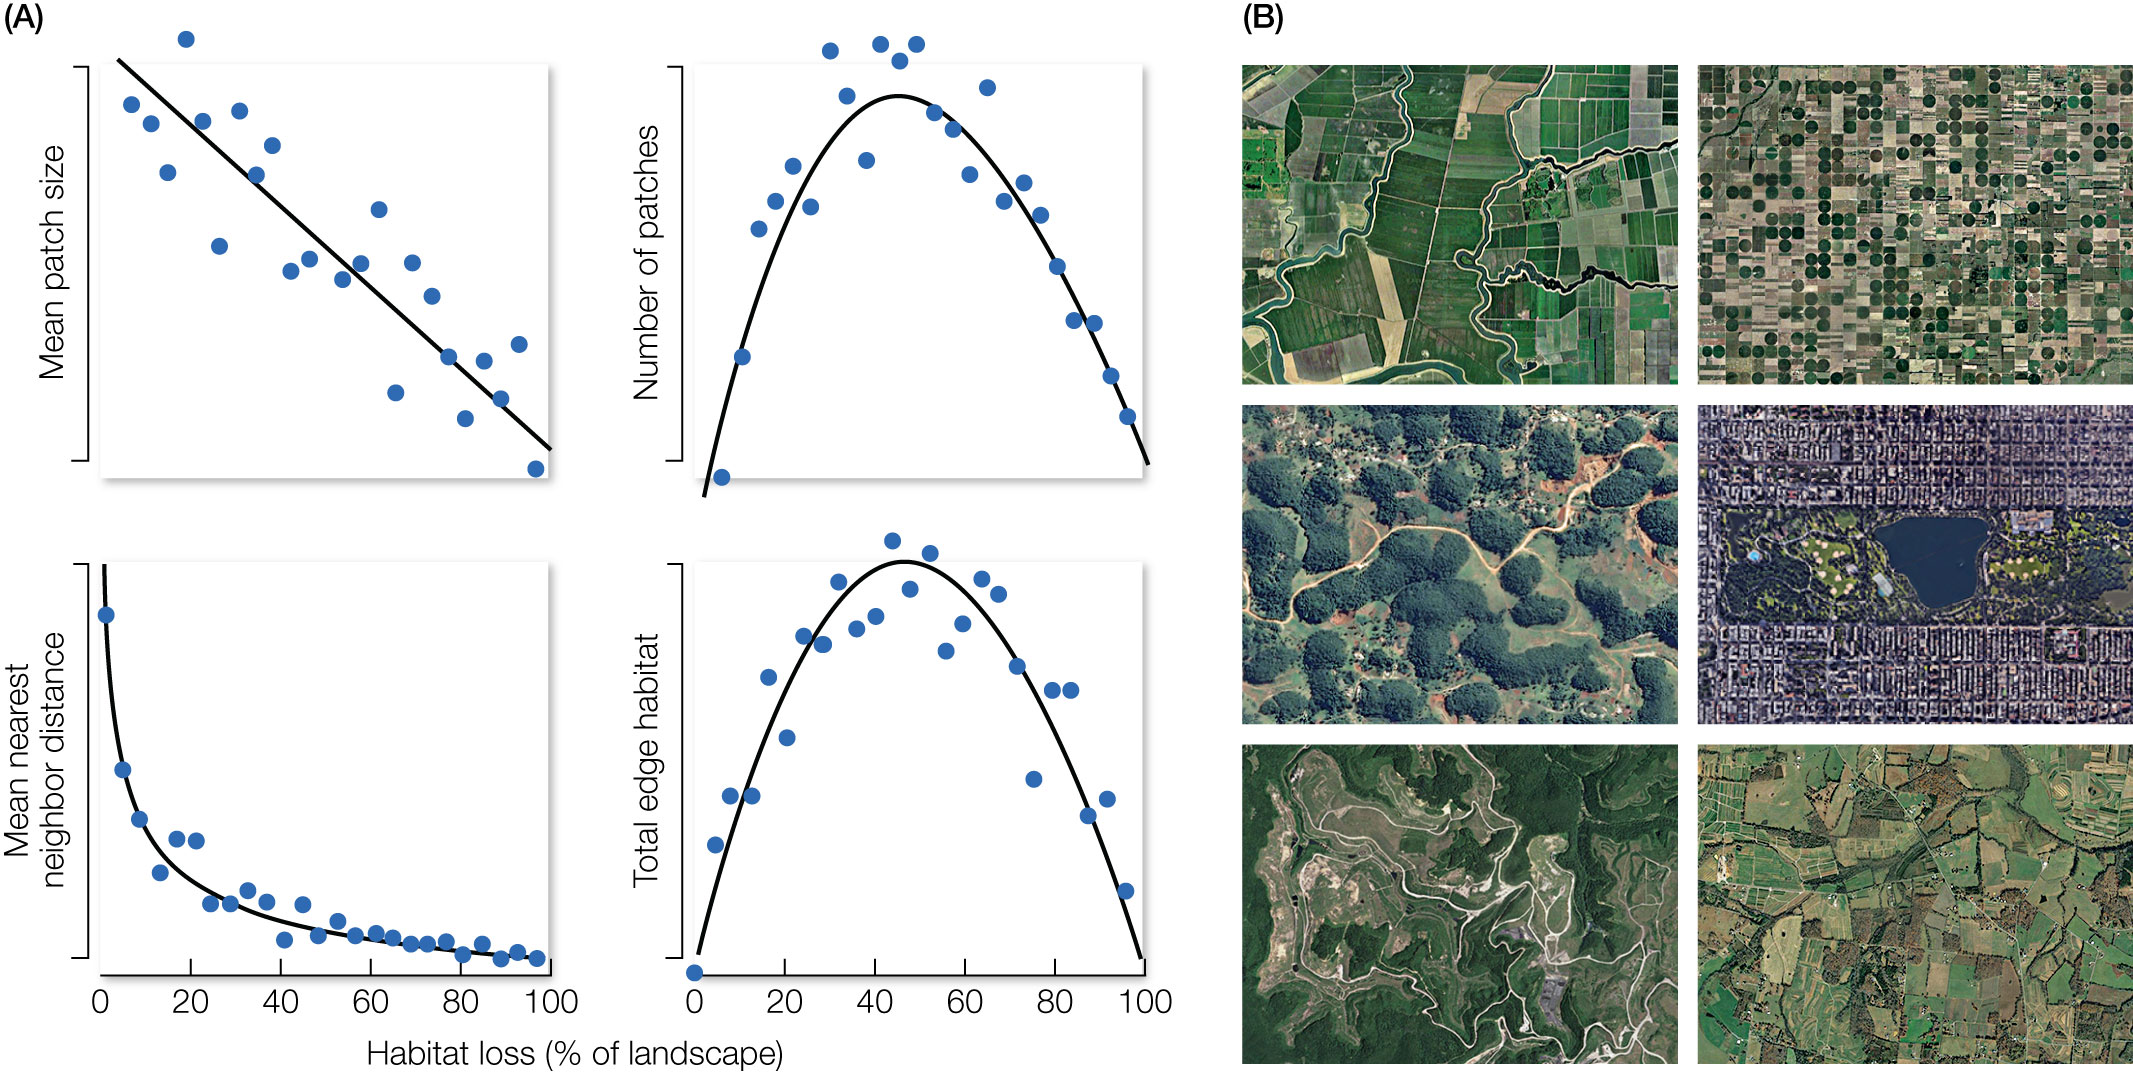 (A)
(B)
Mean patch size
Number of patches
Mean nearest
neighbor distance
Total edge habitat
0 20 40 60 80 100
0 20 40 60 80 100
Habitat loss (% of landscape)